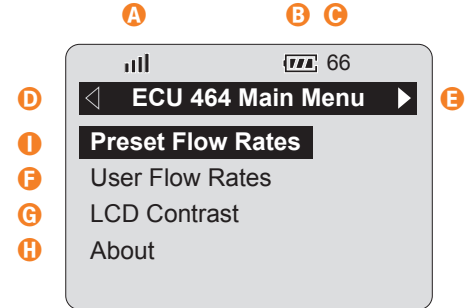 A B C
66
D ECU 464 Main Menu E
I Preset Flow Rates
F User Flow Rates
G LCD Contrast
H About